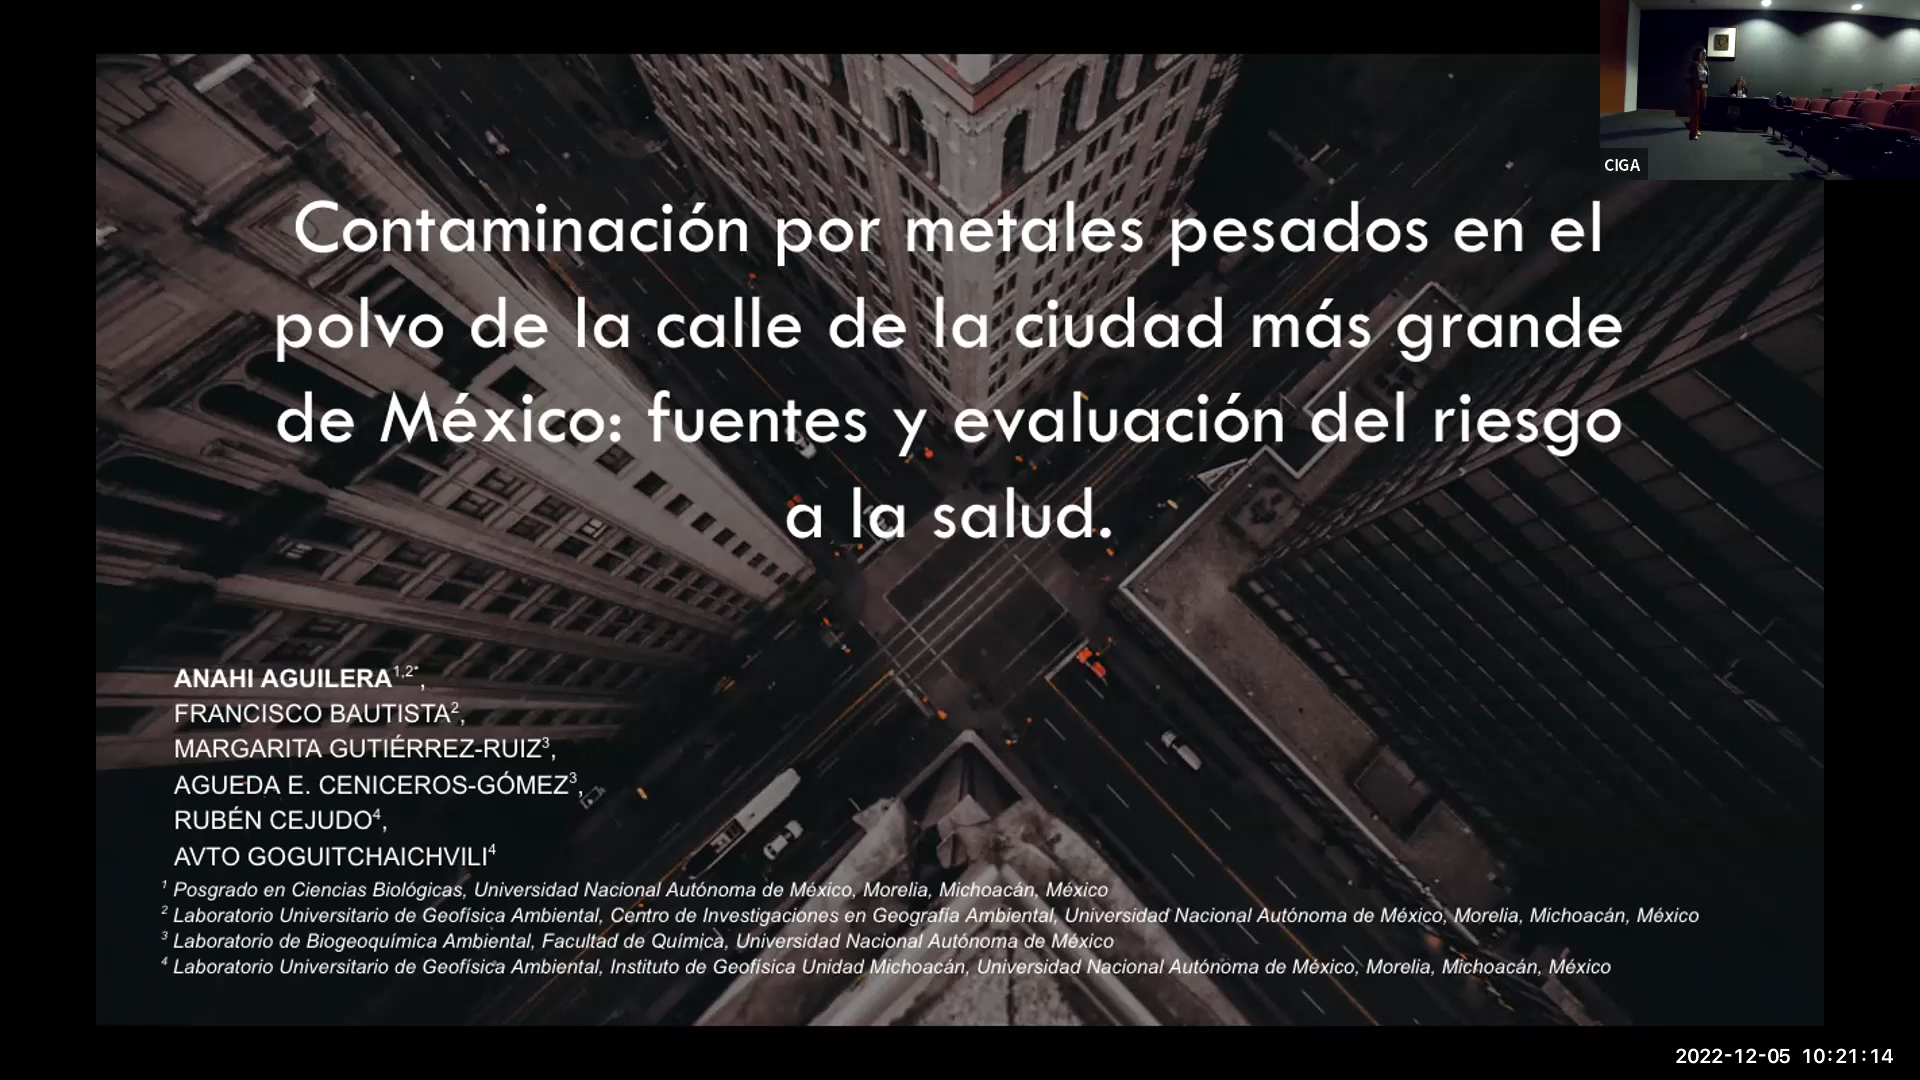 CIGA
Contaminación por metales pesados en el
polvo de la calle de la ciudad más grande
de México: fuentes y evaluación del riesgo
a la salud.
ANAHI AGUILERA1,2*,
FRANCISCO BAUTISTA2,
MARGARITA GUTIÉRREZ-RUIZ3,
AGUEDA E. CENICEROS-GÓMEZ3,
RUBÉN CEJUDO4,
AVTO GOGUITCHAICHVILI4
1 Posgrado en Ciencias Biológicas, Universidad Nacional Autónoma de México, Morelia, Michoacán, México
2 Laboratorio Universitario de Geofísica Ambiental, Centro de Investigaciones en Geografía Ambiental, Universidad Nacional Autónoma de México, Morelia, Michoacán, México
3 Laboratorio de Biogeoquímica Ambiental, Facultad de Química, Universidad Nacional Autónoma de México
4 Laboratorio Universitario de Geofísica Ambiental, Instituto de Geofísica Unidad Michoacán, Universidad Nacional Autónoma de México, Morelia, Michoacán, México
2022-12-05 10:21:14